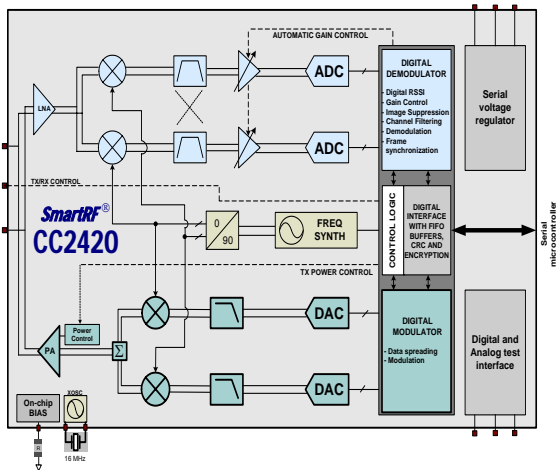 AUTOMATIC GAIN CONTROL
DIGITAL
DEMODULATOR
- Digital RSSI
- Gain Control
- Image Suppression
- Channel Filtering
- Demodulation
- Frame
synchronization
ADC
ADC
LNA
Serial
voltage
regulator
TX/RX CONTROL
SmartRF®
CC2420
0
90
FREQ
SYNTH
CONTROL LOGIC
DIGITAL
INTERFACE
WITH FIFO
BUFFERS,
CRC AND
ENCRYPTION
Serial
microcontroller
TX POWER CONTROL
Power
Control
PA
Σ
DAC
DAC
DIGITAL
MODULATOR
- Data spreading
- Modulation
Digital and
Analog test
interface
On-chip
BIAS
XOSC
R
16 MHz